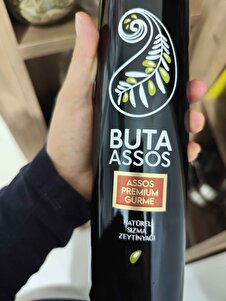 BUTA
ASSOS
ASSOS
PREMIUM
GURME
NATÜREL
SIZMA
ZEYTİNYAĞI